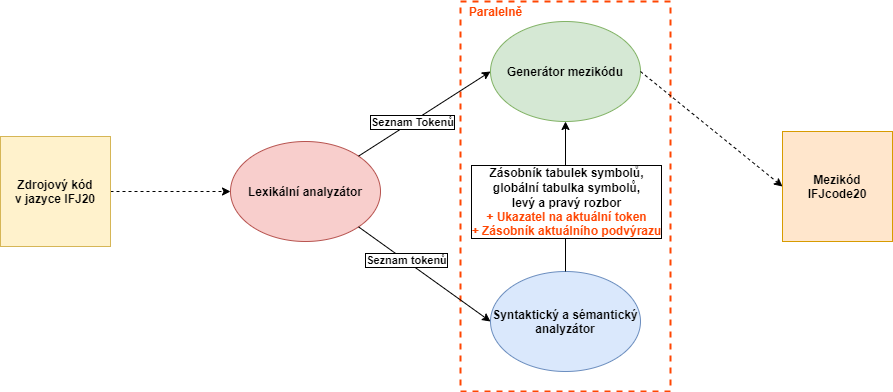 Paralelně
Generátor mezikódu
Seznam Tokenů
Zdrojový kód
v jazyce IFJ20
Lexikální analyzátor
Zásobník tabulek symbolů,
globální tabulka symbolů,
levý a pravý rozbor
+ Ukazatel na aktuální token
+ Zásobník aktuálního podvýrazu
Mezikód
IFJcode20
Seznam tokenů
Syntaktický a sémantický
analyzátor